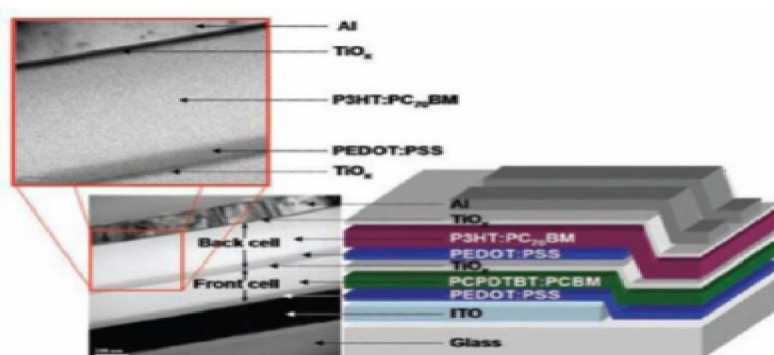 Al
TiOₓ
P3HT:PC₇₀BM
PEDOT:PSS
TiOₓ
Al
TiOₓ
Back cell
P3HT:PC₇₀BM
PEDOT:PSS
TiOₓ
Front cell
PCPDTBT:PCBM
PEDOT:PSS
ITO
Glass